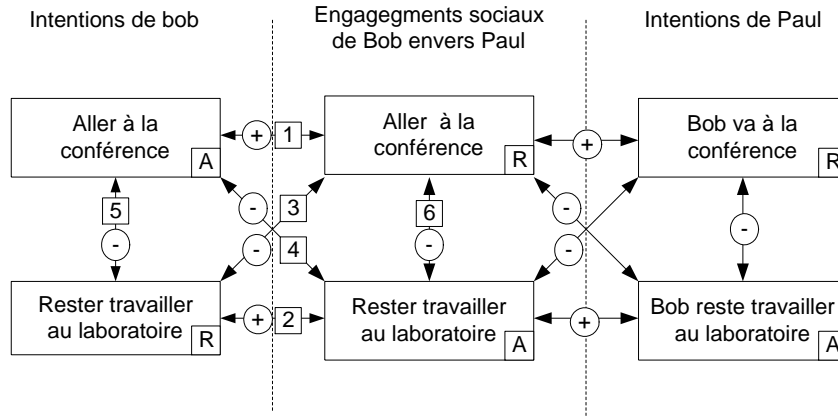 Intentions de bob
Engagegments sociaux
de Bob envers Paul
Intentions de Paul
Aller à la
conférence
A
+ 1
Aller à la
conférence
R
+
Bob va à la
conférence
R
5
-
-
3
-
4
6
-
-
-
-
Rester travailler
au laboratoire
R
+ 2
Rester travailler
au laboratoire
A
+
Bob reste travailler
au laboratoire
A